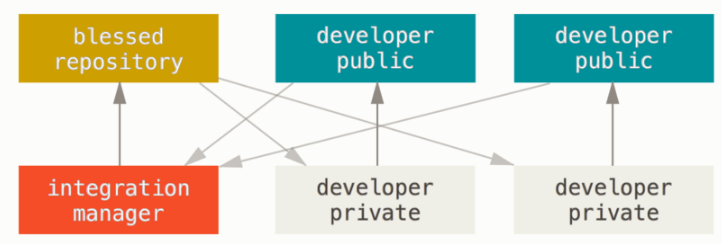 blessed
repository
developer
public
developer
public
integration
manager
developer
private
developer
private